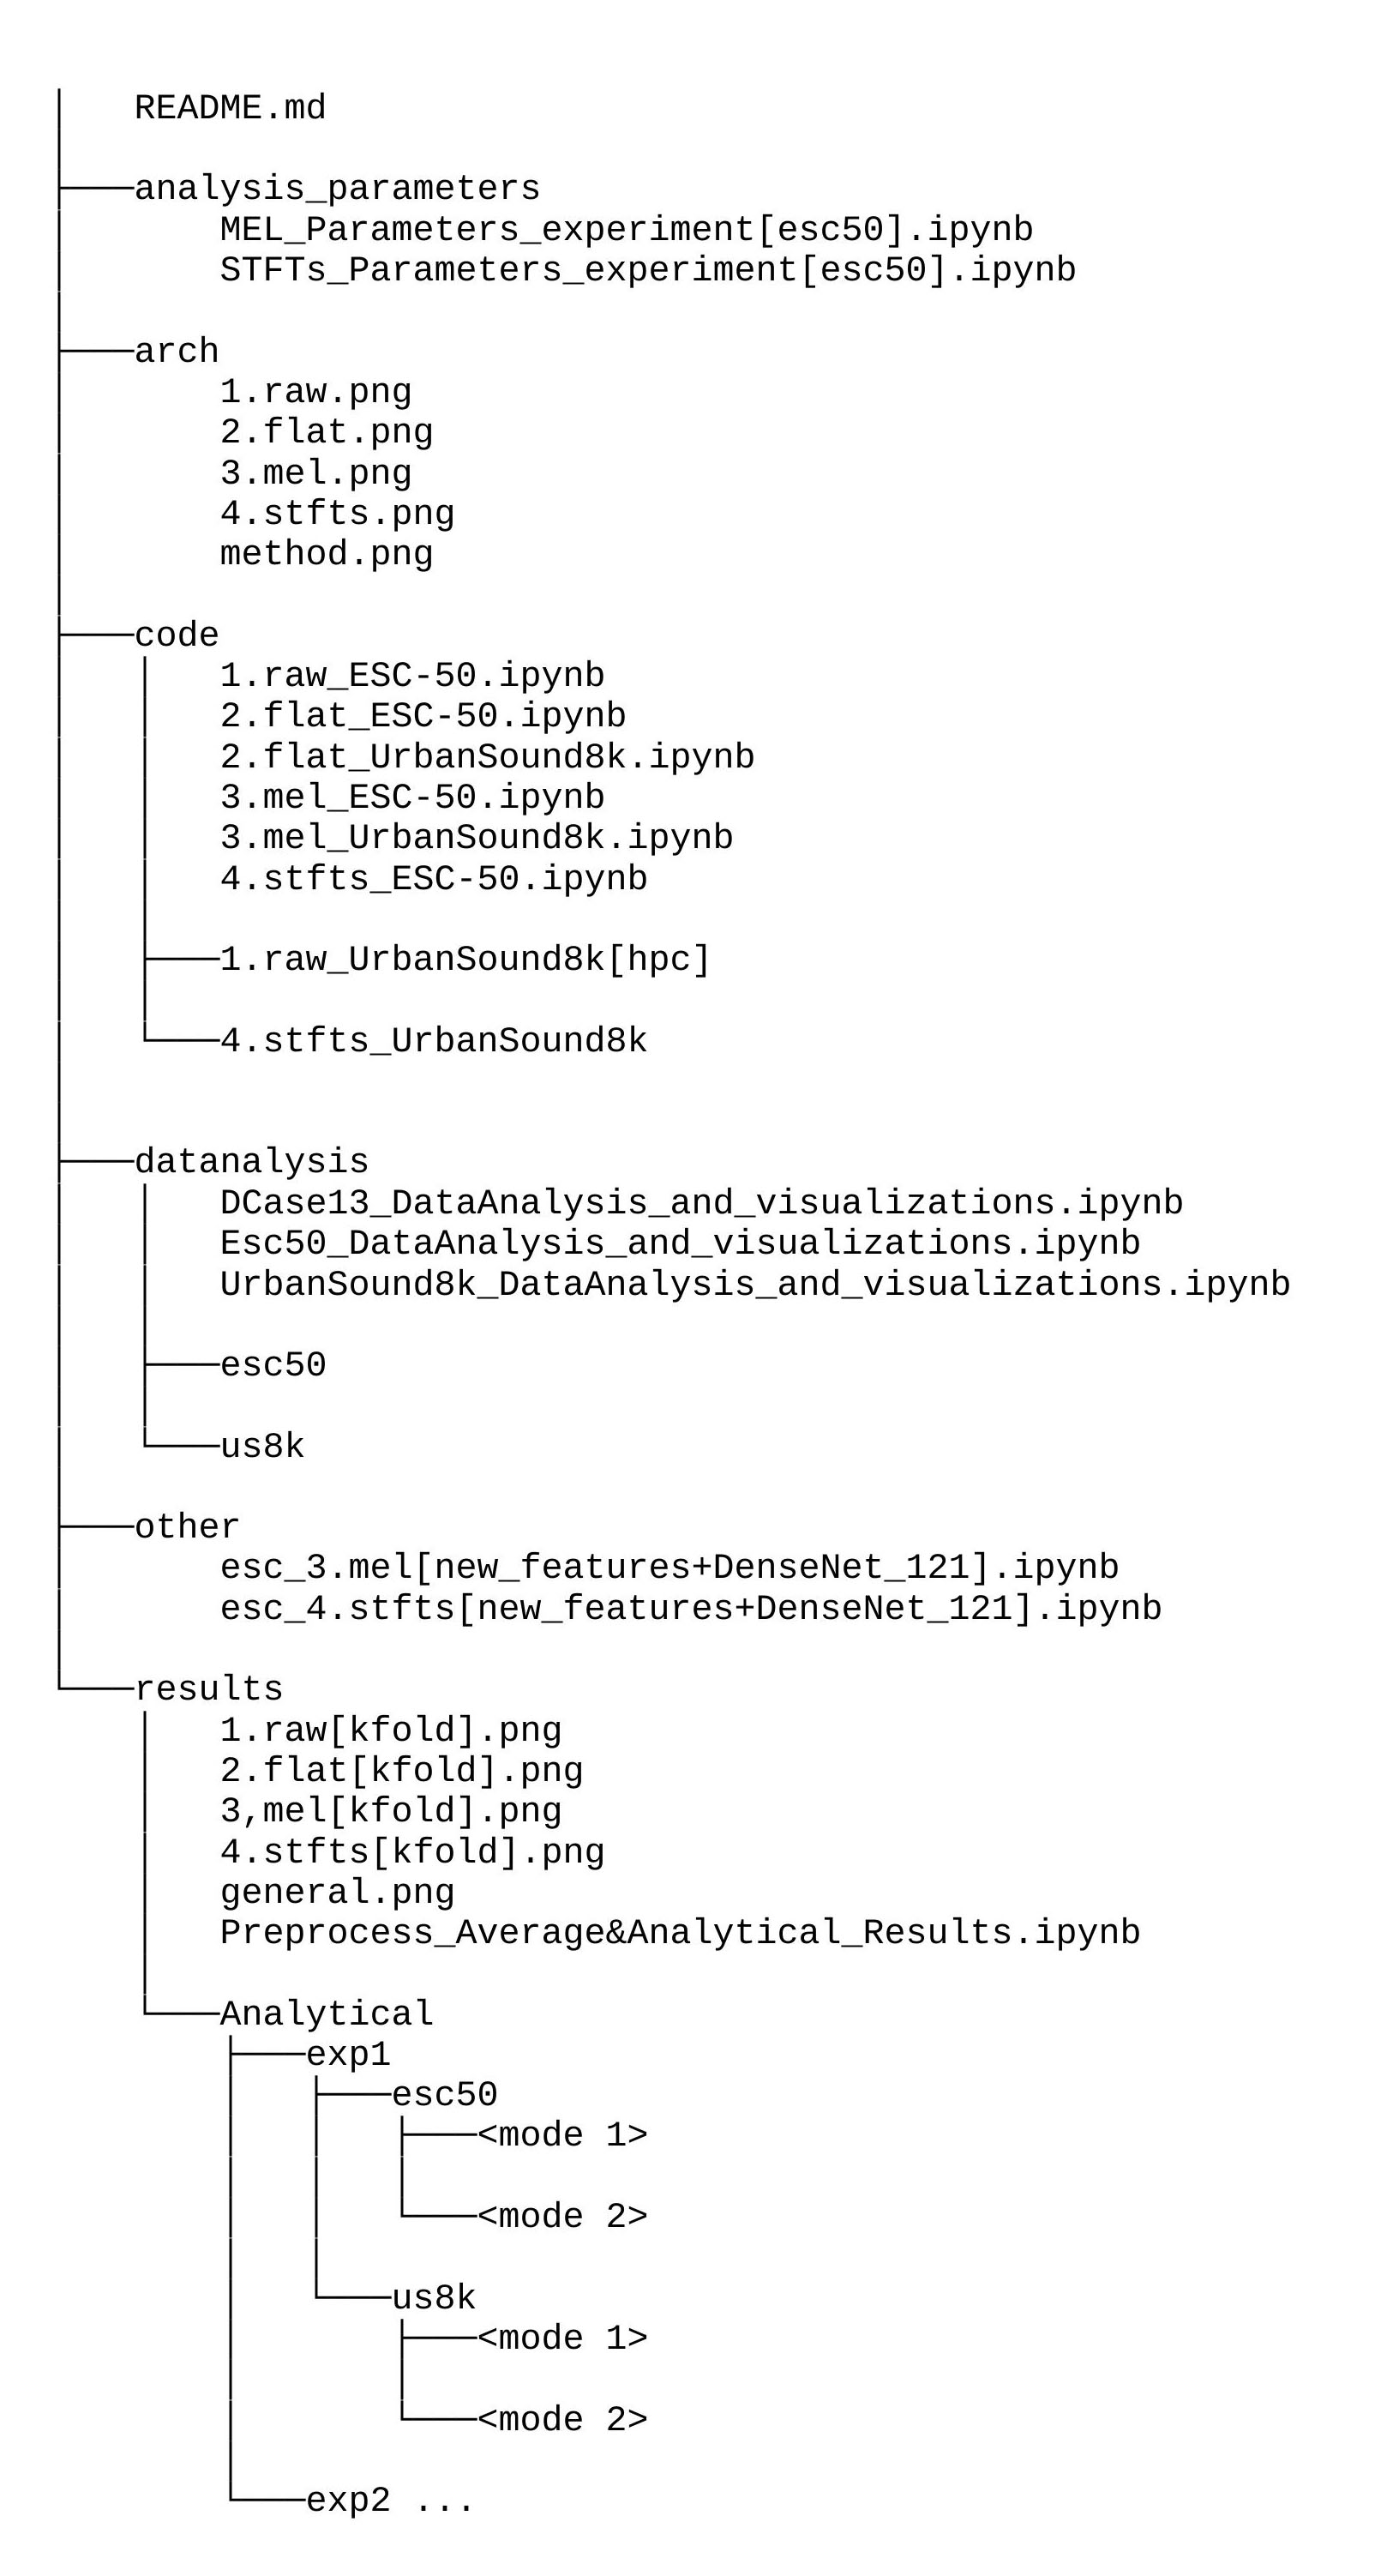 README.md
analysis_parameters
MEL_Parameters_experiment[esc50].ipynb
STFTs_Parameters_experiment[esc50].ipynb
arch
1.raw.png
2.flat.png
3.mel.png
4.stfts.png
method.png
code
1.raw_ESC-50.ipynb
2.flat_ESC-50.ipynb
2.flat_UrbanSound8k.ipynb
3.mel_ESC-50.ipynb
3.mel_UrbanSound8k.ipynb
4.stfts_ESC-50.ipynb
1.raw_UrbanSound8k[hpc]
4.stfts_UrbanSound8k
datanalysis
DCase13_DataAnalysis_and_visualizations.ipynb
Esc50_DataAnalysis_and_visualizations.ipynb
UrbanSound8k_DataAnalysis_and_visualizations.ipynb
esc50
us8k
other
esc_3.mel[new_features+DenseNet_121].ipynb
esc_4.stfts[new_features+DenseNet_121].ipynb
results
1.raw[kfold].png
2.flat[kfold].png
3,mel[kfold].png
4.stfts[kfold].png
general.png
Preprocess_Average&Analytical_Results.ipynb
Analytical
exp1
esc50
<mode 1>
<mode 2>
us8k
<mode 1>
<mode 2>
exp2 ...